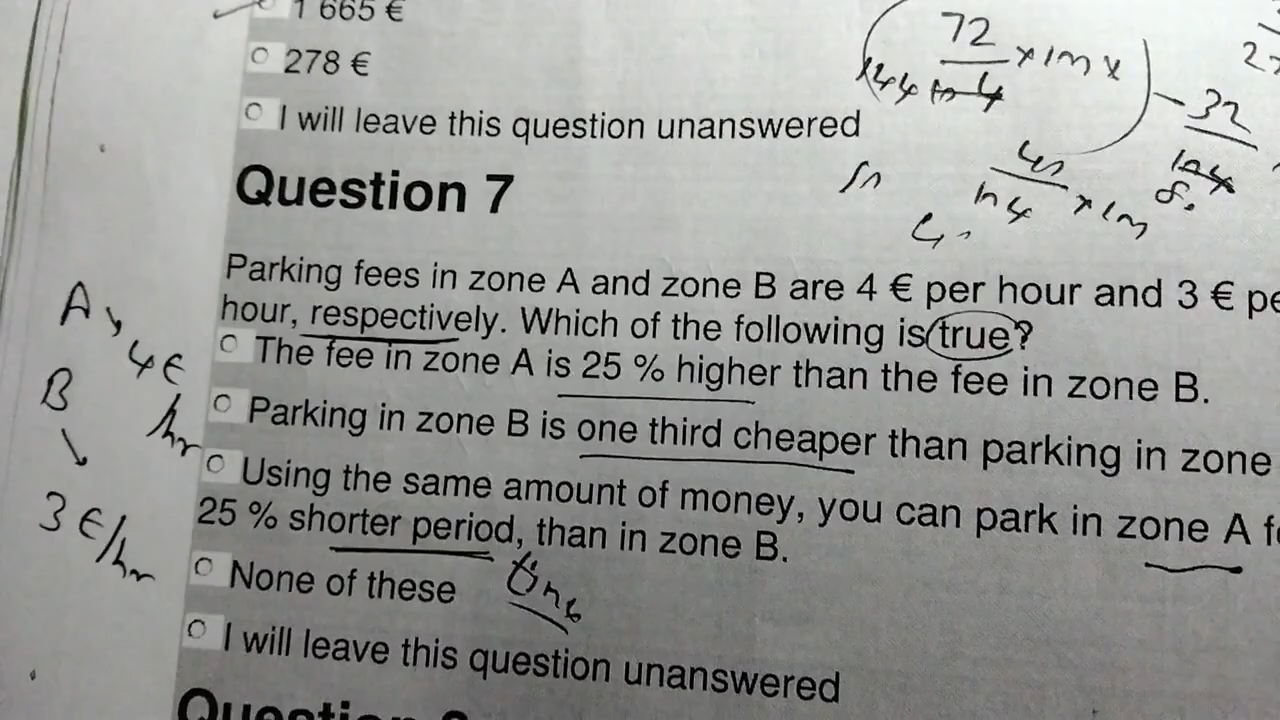 1 665 €
278 €
I will leave this question unanswered
72
x
- 32
Question 7
Parking fees in zone A and zone B are 4 € per hour and 3 € pe
hour, respectively. Which of the following is true?
The fee in zone A is 25 % higher than the fee in zone B.
Parking in zone B is one third cheaper than parking in zone
Using the same amount of money, you can park in zone A f
25 % shorter period, than in zone B.
None of these
I will leave this question unanswered
A
4€
hr
B
3 €/hr